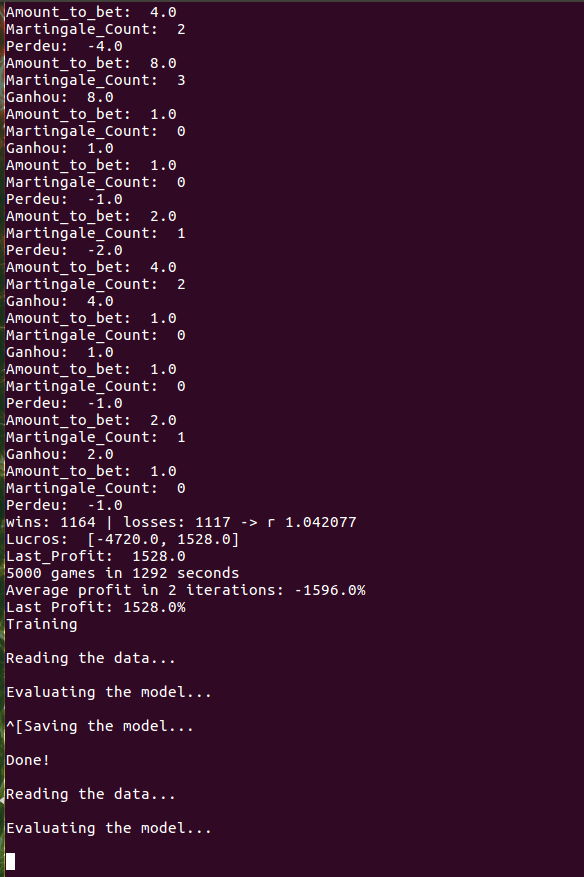 Amount_to_bet:  4.0
Martingale_Count:  2
Perdeu:  -4.0
Amount_to_bet:  8.0
Martingale_Count:  3
Ganhou:  8.0
Amount_to_bet:  1.0
Martingale_Count:  0
Ganhou:  1.0
Amount_to_bet:  1.0
Martingale_Count:  0
Perdeu:  -1.0
Amount_to_bet:  2.0
Martingale_Count:  1
Perdeu:  -2.0
Amount_to_bet:  4.0
Martingale_Count:  2
Ganhou:  4.0
Amount_to_bet:  1.0
Martingale_Count:  0
Ganhou:  1.0
Amount_to_bet:  1.0
Martingale_Count:  0
Perdeu:  -1.0
Amount_to_bet:  2.0
Martingale_Count:  1
Ganhou:  2.0
Amount_to_bet:  1.0
Martingale_Count:  0
Perdeu:  -1.0
wins: 1164 | losses: 1117 -> r 1.042077
Lucros:  [-4720.0, 1528.0]
Last_Profit:  1528.0
5000 games in 1292 seconds
Average profit in 2 iterations: -1596.0%
Last Profit: 1528.0%
Training
Reading the data...
Evaluating the model...
^[Saving the model...
Done!
Reading the data...
Evaluating the model...